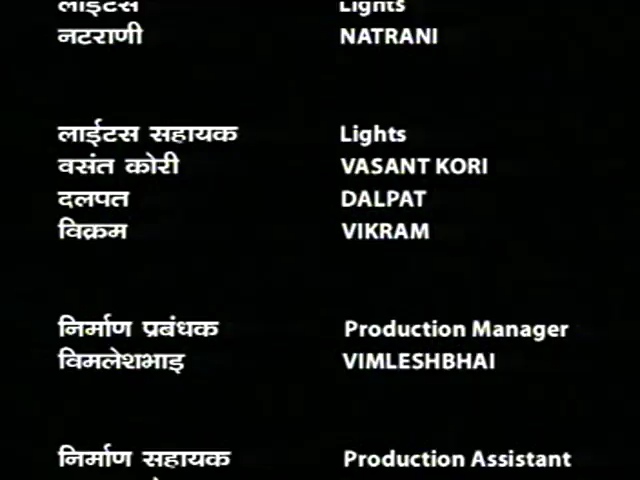 लाईटस Lights
नटराणी NATRANI
लाईटस सहायक Lights
वसंत कोरी VASANT KORI
दलपत DALPAT
विक्रम VIKRAM
निर्माण प्रबंधक Production Manager
विमलेशभाइ VIMLESHBHAI
निर्माण सहायक Production Assistant